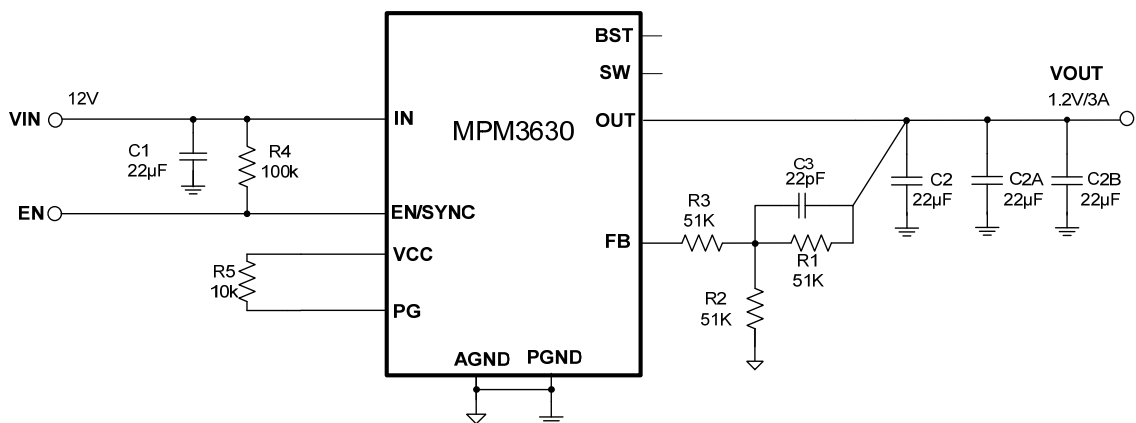 BST
SW
VOUT
1.2V/3A
12V
VIN
IN
MPM3630
OUT
C1
22µF
R4
100k
C3
22pF
C2
22µF
C2A
22µF
C2B
22µF
EN
EN/SYNC
R3
51K
FB
R1
51K
VCC
R5
10k
PG
R2
51K
AGND
PGND